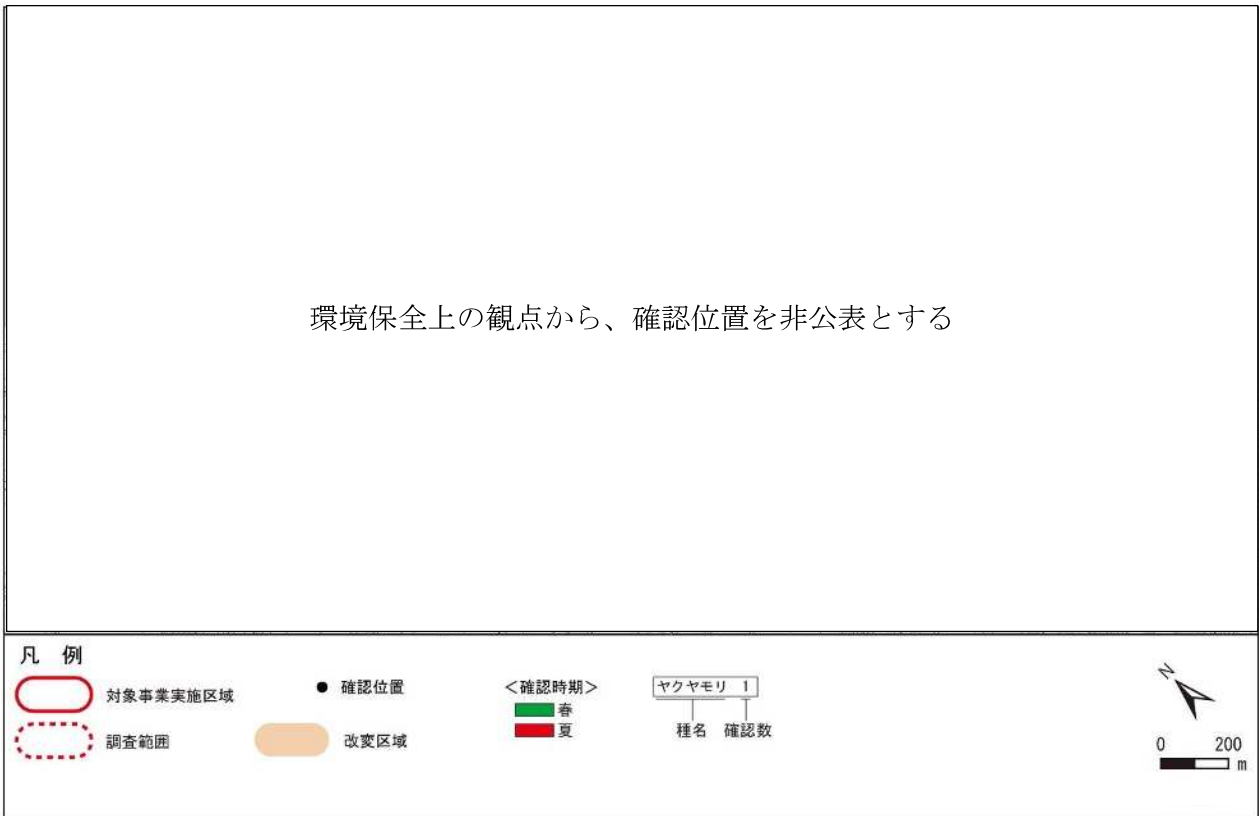 環境保全上の観点から、確認位置を非公表とする
凡 例
対象事業実施区域
調査範囲
確認位置
改変区域
＜確認時期＞
春
夏
ヤクヤモリ 1
種名 確認数
N
0 200
m